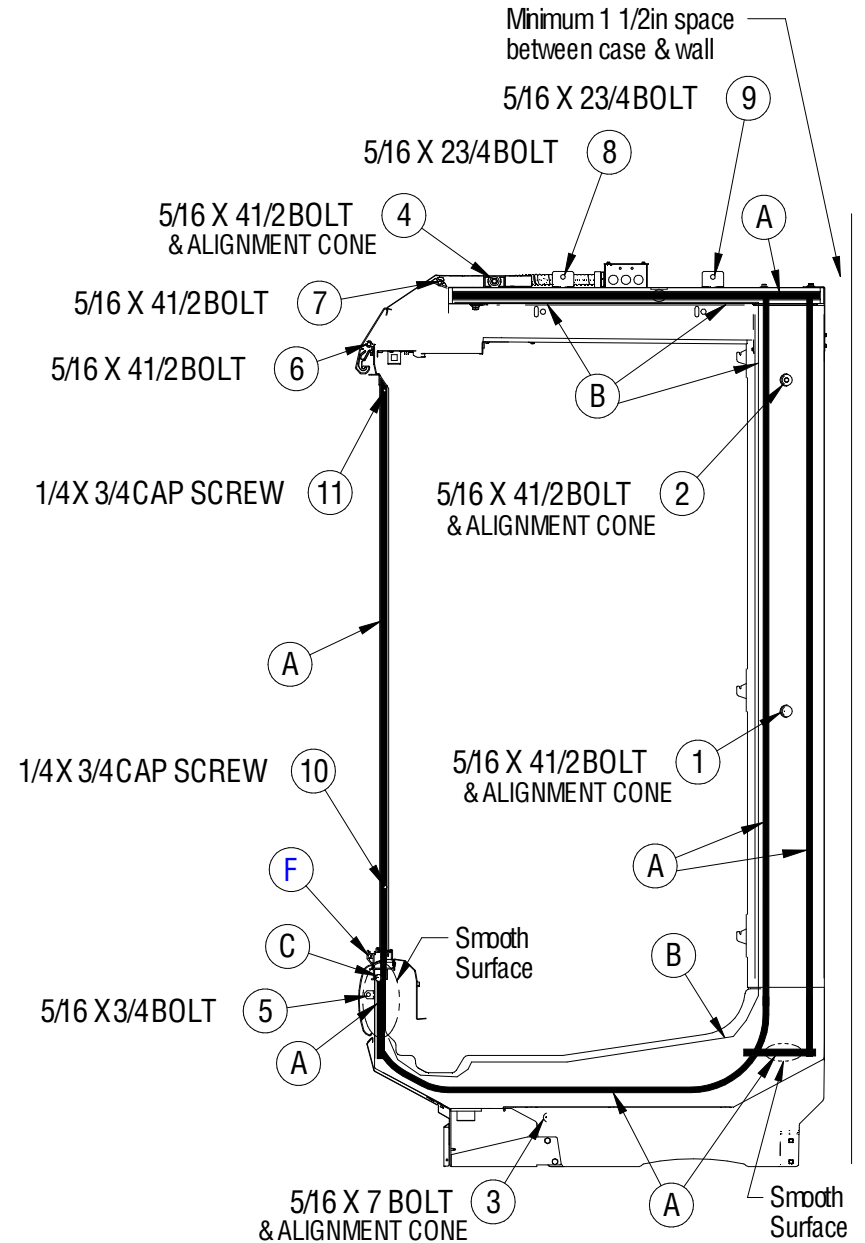 Minimum 1 1/2in space
between case & wall
5/16 X 23/4BOLT 9
5/16 X 23/4BOLT 8
5/16 X 41/2BOLT 4
& ALIGNMENT CONE
A
5/16 X 41/2BOLT 7
5/16 X 41/2BOLT 6
B
1/4X 3/4CAP SCREW 11
5/16 X 41/2BOLT 2
& ALIGNMENT CONE
A
5/16 X 41/2BOLT 1
& ALIGNMENT CONE
1/4X 3/4CAP SCREW 10
A
F
C
Smooth
Surface
B
5/16 X3/4BOLT 5
A
5/16 X 7 BOLT 3
& ALIGNMENT CONE
A
Smooth
Surface